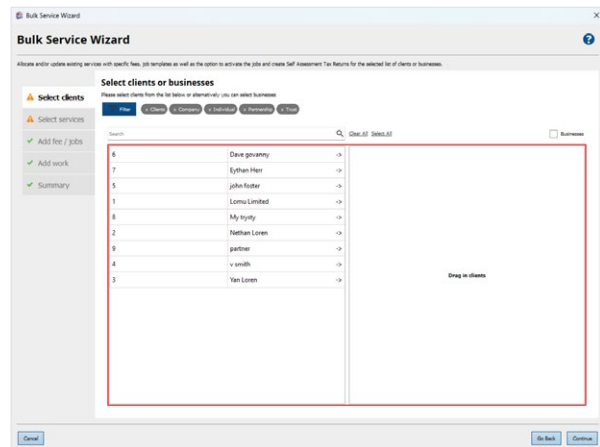 Bulk Service Wizard
Bulk Service Wizard
Allocate and/or update existing services with specific fees, job templates as well as the option to activate the jobs and create Self Assessment Tax Returns for the selected list of clients or businesses.
Select clients
Select services
Add fee / jobs
Add work
Summary
Select clients or businesses
Please select clients from the list below or alternatively you can select businesses
Filter x Clients x Company x Individual x Partnership x Trust
Search Clear All Select All Businesses
6 Dave govanny ->
7 Eythan Herr ->
5 john foster ->
1 Lomu Limited ->
8 My trysty ->
2 Nethan Loren ->
9 partner ->
4 v smith ->
3 Yan Loren ->
Drag in clients
Cancel Go Back Continue